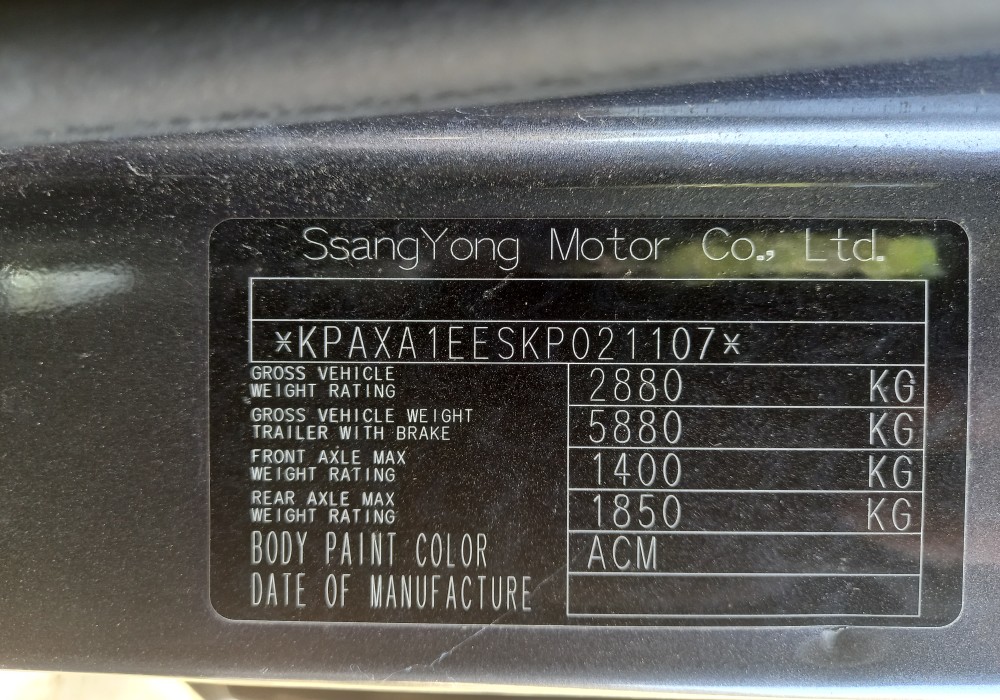 SsangYong Motor Co., Ltd.
*KPAXA1EESKP021107*
GROSS VEHICLE
WEIGHT RATING 2880 KG
GROSS VEHICLE WEIGHT
TRAILER WITH BRAKE 5880 KG
FRONT AXLE MAX
WEIGHT RATING 1400 KG
REAR AXLE MAX
WEIGHT RATING 1850 KG
BODY PAINT COLOR ACM
DATE OF MANUFACTURE